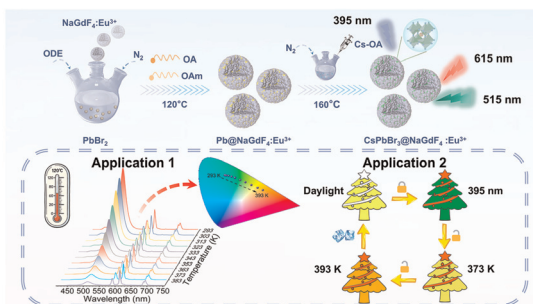 NaGdF₄:Eu³⁺
ODE
N₂
OA
OAm
120°C
PbBr₂
Pb@NaGdF₄:Eu³⁺
N₂
Cs-OA
160°C
395 nm
615 nm
515 nm
CsPbBr₃@NaGdF₄:Eu³⁺
Application 1
120°C
293 K
393 K
293
303
313
323
333
343
353
363
373
383
393
Temperature (K)
450 500 550 600 650 700 750
Wavelength (nm)
Application 2
Daylight
395 nm
393 K
373 K